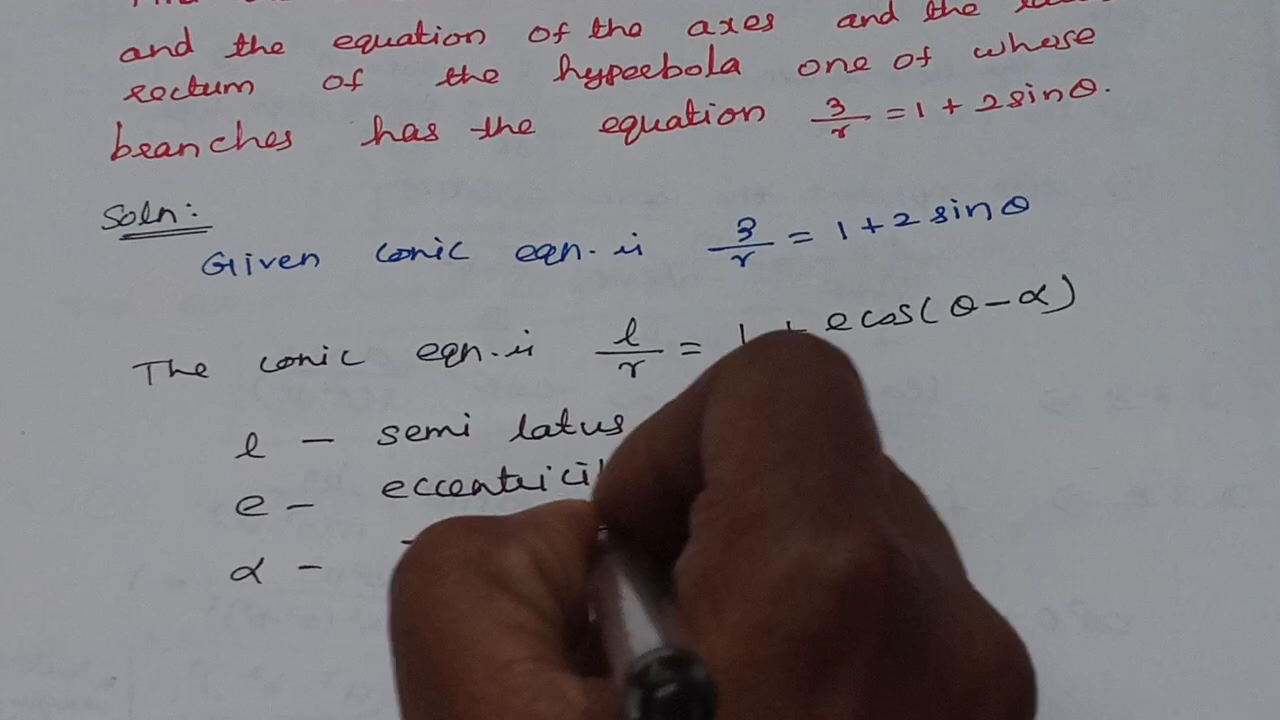 and the equation of the axes and the
rectum of the hyperbola one of whose
branches has the equation 3/r = 1 + 2 sin θ.
Soln:
Given conic eqn. is 3/r = 1 + 2 sin θ
The conic eqn. is l/r = 1 + e cos(θ - α)
l - semi latus
e -
α -